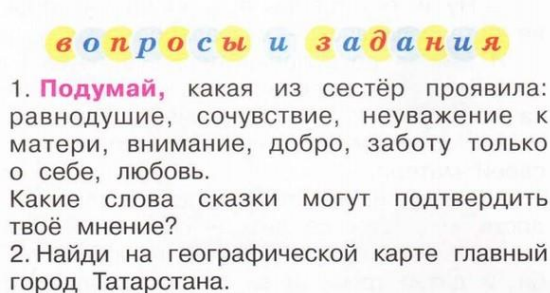 вопросы и задания
1. Подумай, какая из сестёр проявила:
равнодушие, сочувствие, неуважение к
матери, внимание, добро, заботу только
о себе, любовь.
Какие слова сказки могут подтвердить
твоё мнение?
2. Найди на географической карте главный
город Татарстана.